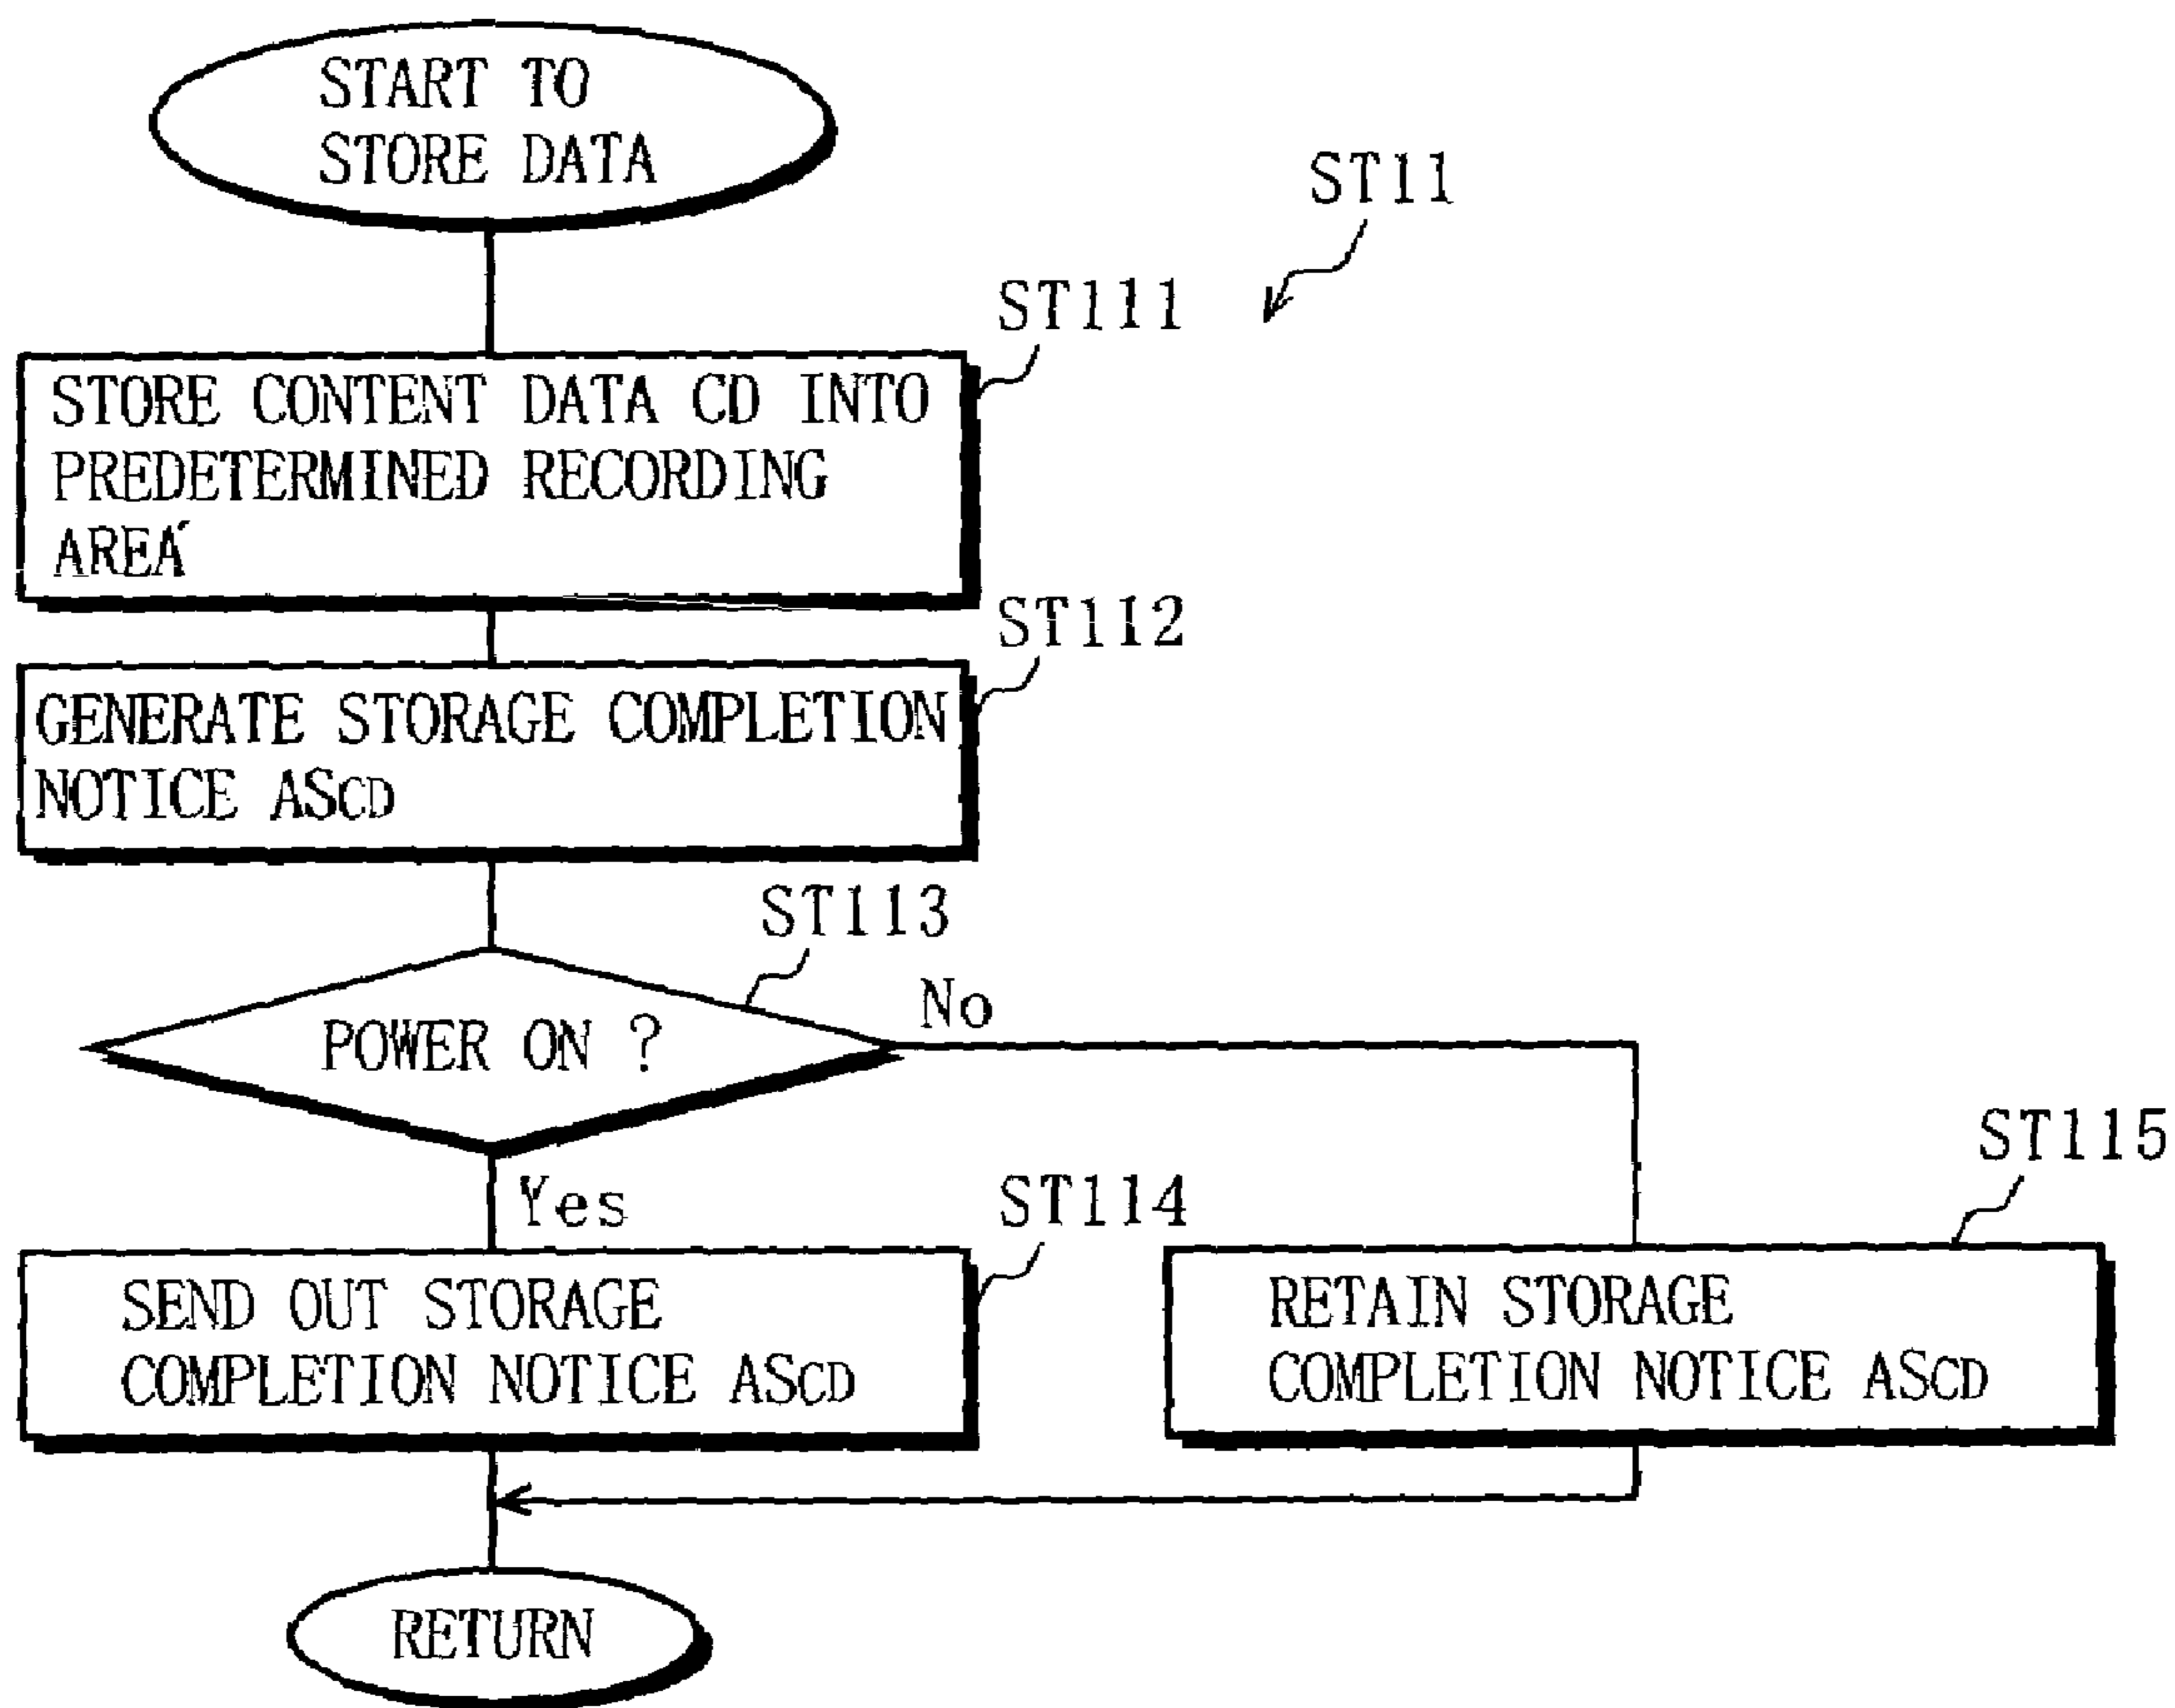 START TO
STORE DATA
ST11
ST111
STORE CONTENT DATA CD INTO
PREDETERMINED RECORDING
AREA
ST112
GENERATE STORAGE COMPLETION
NOTICE ASCD
ST113
POWER ON ?
No
Yes
ST114
SEND OUT STORAGE
COMPLETION NOTICE ASCD
ST115
RETAIN STORAGE
COMPLETION NOTICE ASCD
RETURN